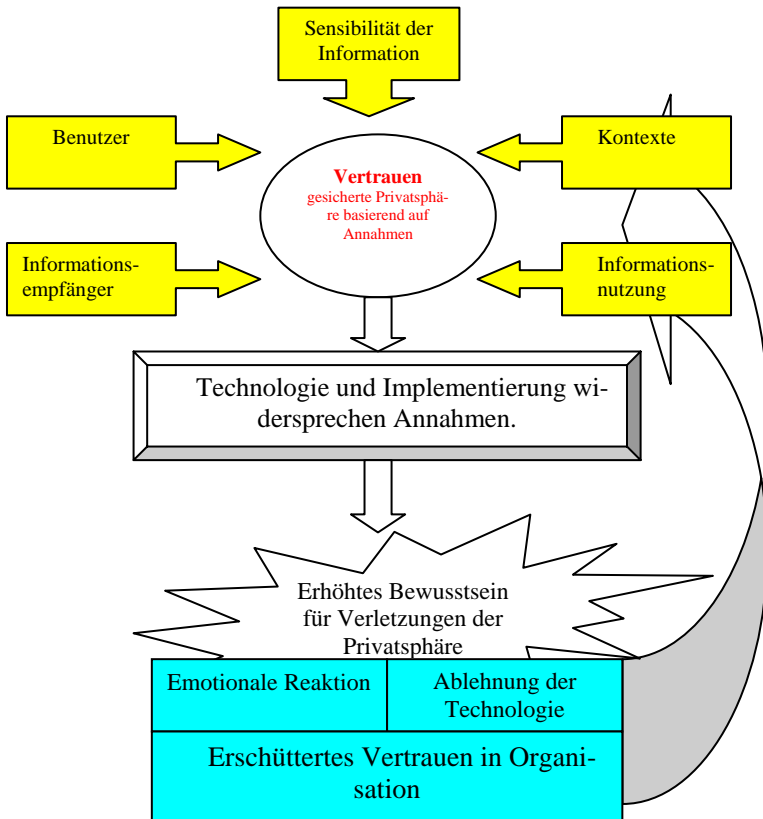 Sensibilität der
Information
Benutzer
Kontexte
Vertrauen
gesicherte Privatsphä-
re basierend auf
Annahmen
Informations-
empfänger
Informations-
nutzung
Technologie und Implementierung wi-
dersprechen Annahmen.
Erhöhtes Bewusstsein
für Verletzungen der
Privatsphäre
Emotionale Reaktion
Ablehnung der
Technologie
Erschüttertes Vertrauen in Organi-
sation